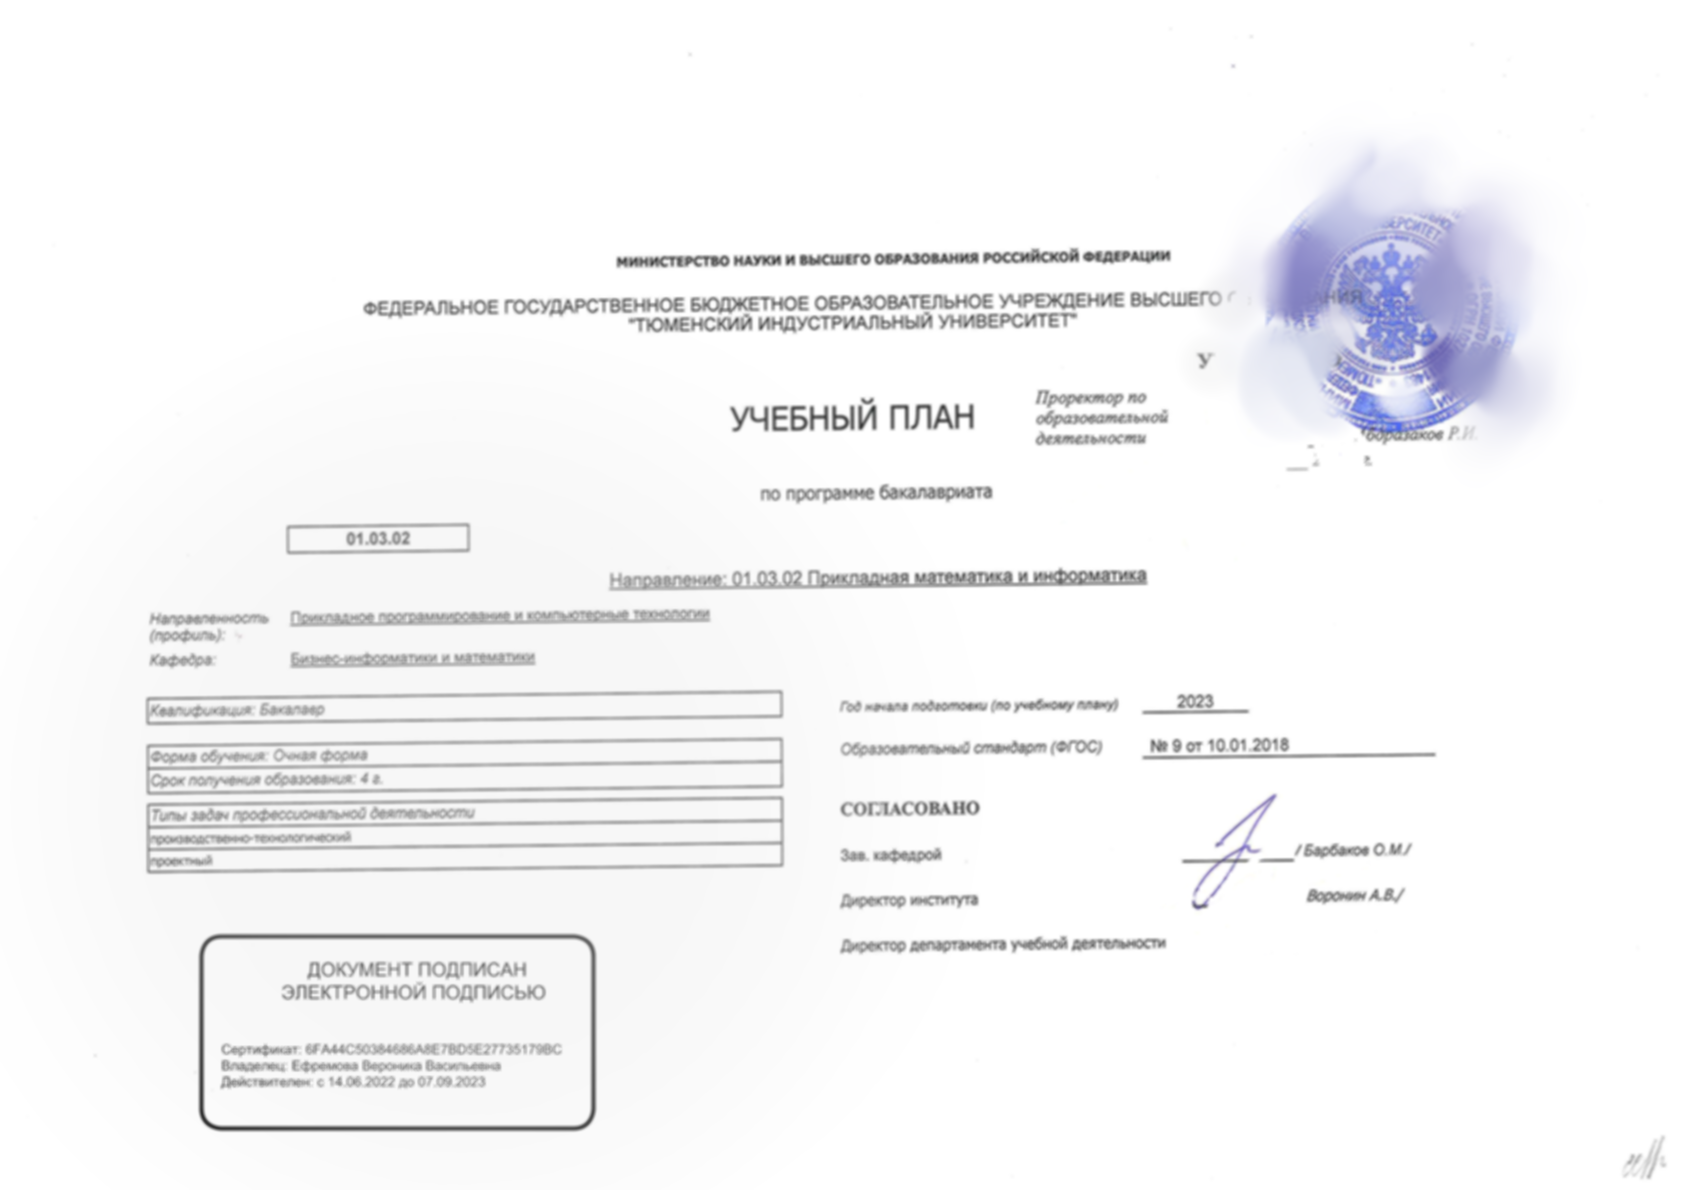 МИНИСТЕРСТВО НАУКИ И ВЫСШЕГО ОБРАЗОВАНИЯ РОССИЙСКОЙ ФЕДЕРАЦИИ
ФЕДЕРАЛЬНОЕ ГОСУДАРСТВЕННОЕ БЮДЖЕТНОЕ ОБРАЗОВАТЕЛЬНОЕ УЧРЕЖДЕНИЕ ВЫСШЕГО
"ТЮМЕНСКИЙ ИНДУСТРИАЛЬНЫЙ УНИВЕРСИТЕТ"
УЧЕБНЫЙ ПЛАН
Проректор по
образовательной
деятельности
Р.И.
по программе бакалавриата
01.03.02
Направление: 01.03.02 Прикладная математика и информатика
Направленность
(профиль):
Прикладное программирование и компьютерные технологии
Кафедра: Бизнес-информатики и математики
Квалификация: Бакалавр
Форма обучения: Очная форма
Срок получения образования: 4 г.
Типы задач профессиональной деятельности
производственно-технологический
проектный
Год начала подготовки (по учебному плану) 2023
Образовательный стандарт (ФГОС) № 9 от 10.01.2018
СОГЛАСОВАНО
Зав. кафедрой / Барбаков О.М./
Директор института Воронин А.В./
Директор департамента учебной деятельности
ДОКУМЕНТ ПОДПИСАН
ЭЛЕКТРОННОЙ ПОДПИСЬЮ
Сертификат: 6FA44C50384686A8E7BD5E27735179BC
Владелец: Ефремова Вероника Васильевна
Действителен: с 14.06.2022 до 07.09.2023